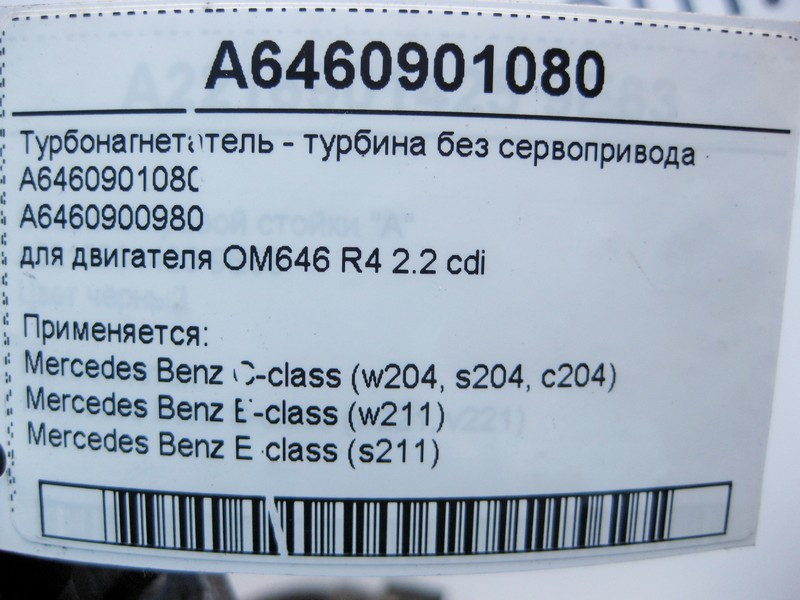 A6460901080
Турбонагнетатель - турбина без сервопривода
A6460901080
A6460900980
для двигателя OM646 R4 2.2 cdi
Применяется:
Mercedes Benz C-class (w204, s204, c204)
Mercedes Benz E-class (w211)
Mercedes Benz E class (s211)